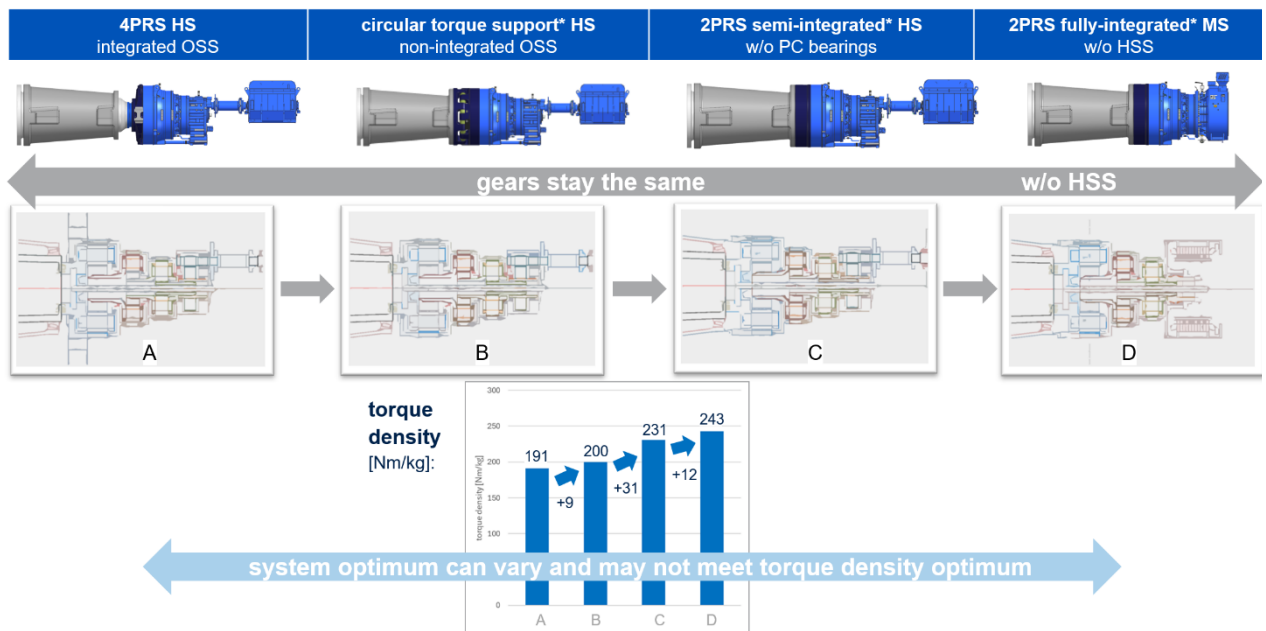 4PRS HS
integrated OSS
circular torque support* HS
non-integrated OSS
2PRS semi-integrated* HS
w/o PC bearings
2PRS fully-integrated* MS
w/o HSS
gears stay the same
w/o HSS
A
B
C
D
torque
density
[Nm/kg]:
torque density [Nm/kg]
300
250
200
150
100
0
191
200
231
243
+9
+31
+12
system optimum can vary and may not meet torque density optimum
A
B
C
D